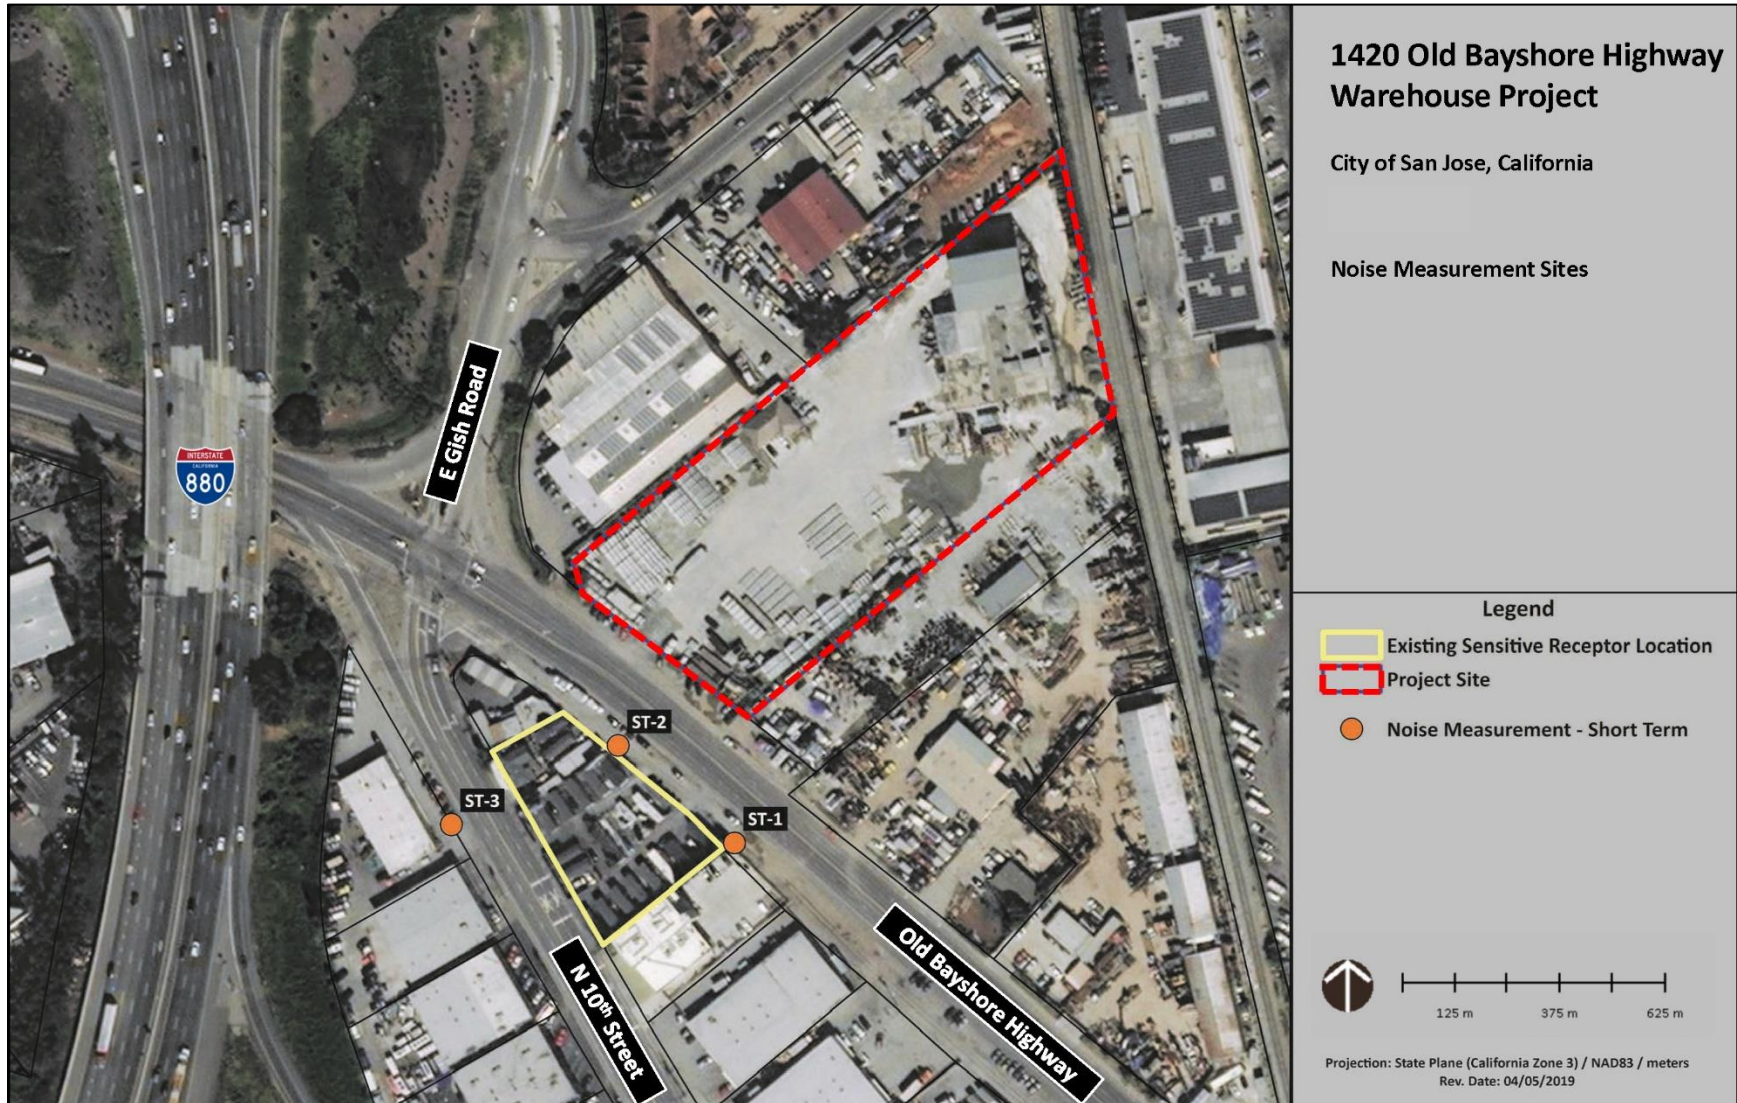 1420 Old Bayshore Highway
Warehouse Project
City of San Jose, California
Noise Measurement Sites
E Gish Road
INTERSTATE
CALIFORNIA
880
ST-2
ST-3
ST-1
N 10th Street
Old Bayshore Highway
Legend
Existing Sensitive Receptor Location
Project Site
Noise Measurement - Short Term
125 m 375 m 625 m
Projection: State Plane (California Zone 3) / NAD83 / meters
Rev. Date: 04/05/2019